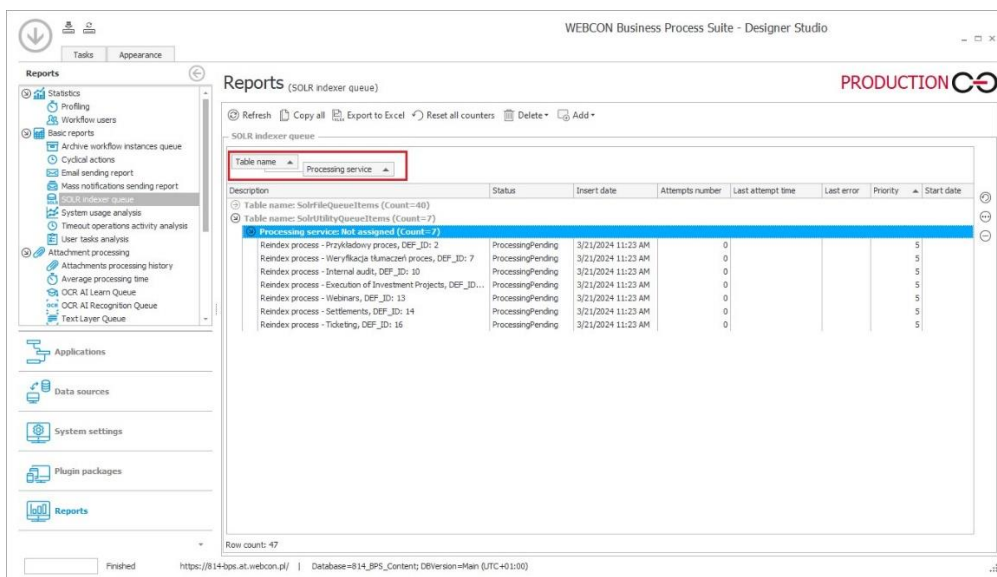 WEBCON Business Process Suite - Designer Studio
Tasks Appearance
Reports
Statistics
Profiling
Workflow users
Basic reports
Archive workflow instances queue
Cyclical actions
Email sending report
Mass notifications sending report
SOLR indexer queue
System usage analysis
Timeout operations activity analysis
User tasks analysis
Attachment processing
Attachments processing history
Average processing time
OCR AI Learn Queue
OCR AI Recognition Queue
Text Layer Queue
Applications
Data sources
System settings
Plugin packages
Reports
Reports (SOLR indexer queue)
PRODUCTION
Refresh Copy all Export to Excel Reset all counters Delete Add
SOLR indexer queue
Table name
Processing service
Description Status Insert date Attempts number Last attempt time Last error Priority Start date
Table name: SolrFileQueueItems (Count=40)
Table name: SolrUtilityQueueItems (Count=7)
Processing service: Not assigned (Count=7)
Reindex process - Przykładowy proces, DEF_ID: 2 ProcessingPending 3/21/2024 11:23 AM 0 5
Reindex process - Weryfikacja tłumaczeń proces, DEF_ID: 7 ProcessingPending 3/21/2024 11:23 AM 0 5
Reindex process - Internal audit, DEF_ID: 10 ProcessingPending 3/21/2024 11:23 AM 0 5
Reindex process - Execution of Investment Projects, DEF_ID... ProcessingPending 3/21/2024 11:23 AM 0 5
Reindex process - Webinars, DEF_ID: 13 ProcessingPending 3/21/2024 11:23 AM 0 5
Reindex process - Settlements, DEF_ID: 14 ProcessingPending 3/21/2024 11:23 AM 0 5
Reindex process - Ticketing, DEF_ID: 16 ProcessingPending 3/21/2024 11:23 AM 0 5
Row count: 47
Finished https://814-bps.at.webcon.pl/ | Database=814_BPS_Content; DBVersion=Main (UTC+01:00)